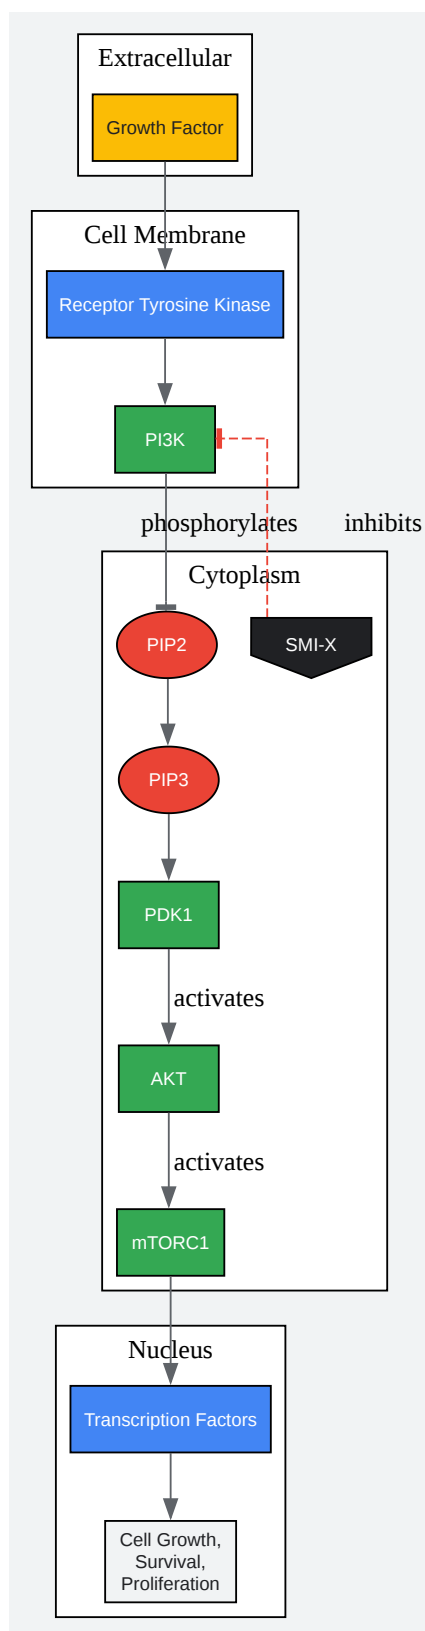 Extracellular
Growth Factor
Cell Membrane
Receptor Tyrosine Kinase
PI3K
phosphorylates
inhibits
Cytoplasm
PIP2
SMI-X
PIP3
PDK1
activates
AKT
activates
mTORC1
Nucleus
Transcription Factors
Cell Growth,
Survival,
Proliferation